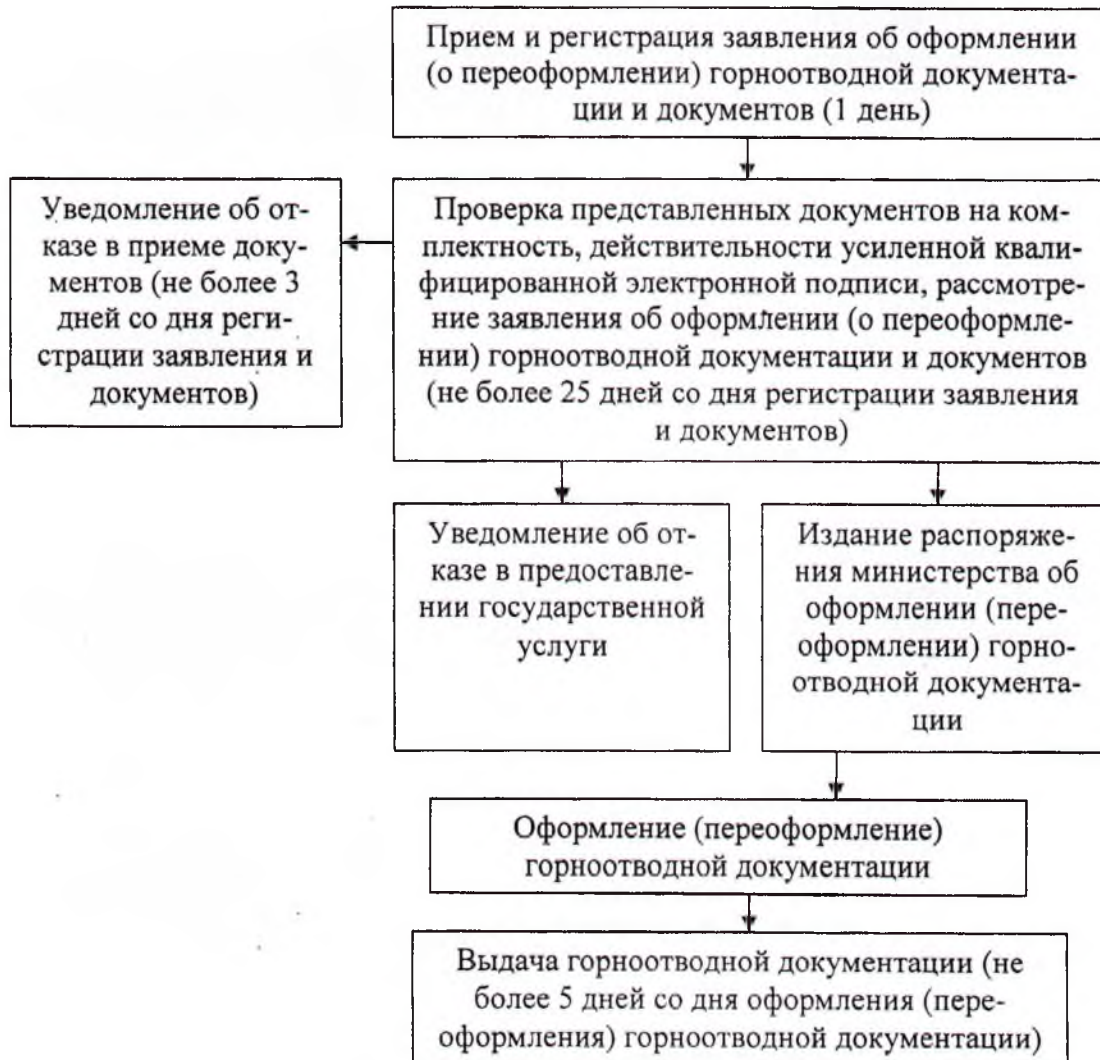 Прием и регистрация заявления об оформлении
(о переоформлении) горноотводной документа-
ции и документов (1 день)
Уведомление об от-
казе в приеме доку-
ментов (не более 3
дней со дня реги-
страции заявления и
документов)
Проверка представленных документов на ком-
плектность, действительности усиленной квали-
фицированной электронной подписи, рассмотре-
ние заявления об оформлении (о переоформле-
нии) горноотводной документации и документов
(не более 25 дней со дня регистрации заявления
и документов)
Уведомление об от-
казе в предоставле-
нии государственной
услуги
Издание распоряже-
ния министерства об
оформлении (пере-
оформлении) горно-
отводной документа-
ции
Оформление (переоформление)
горноотводной документации
Выдача горноотводной документации (не
более 5 дней со дня оформления (пере-
оформления) горноотводной документации)